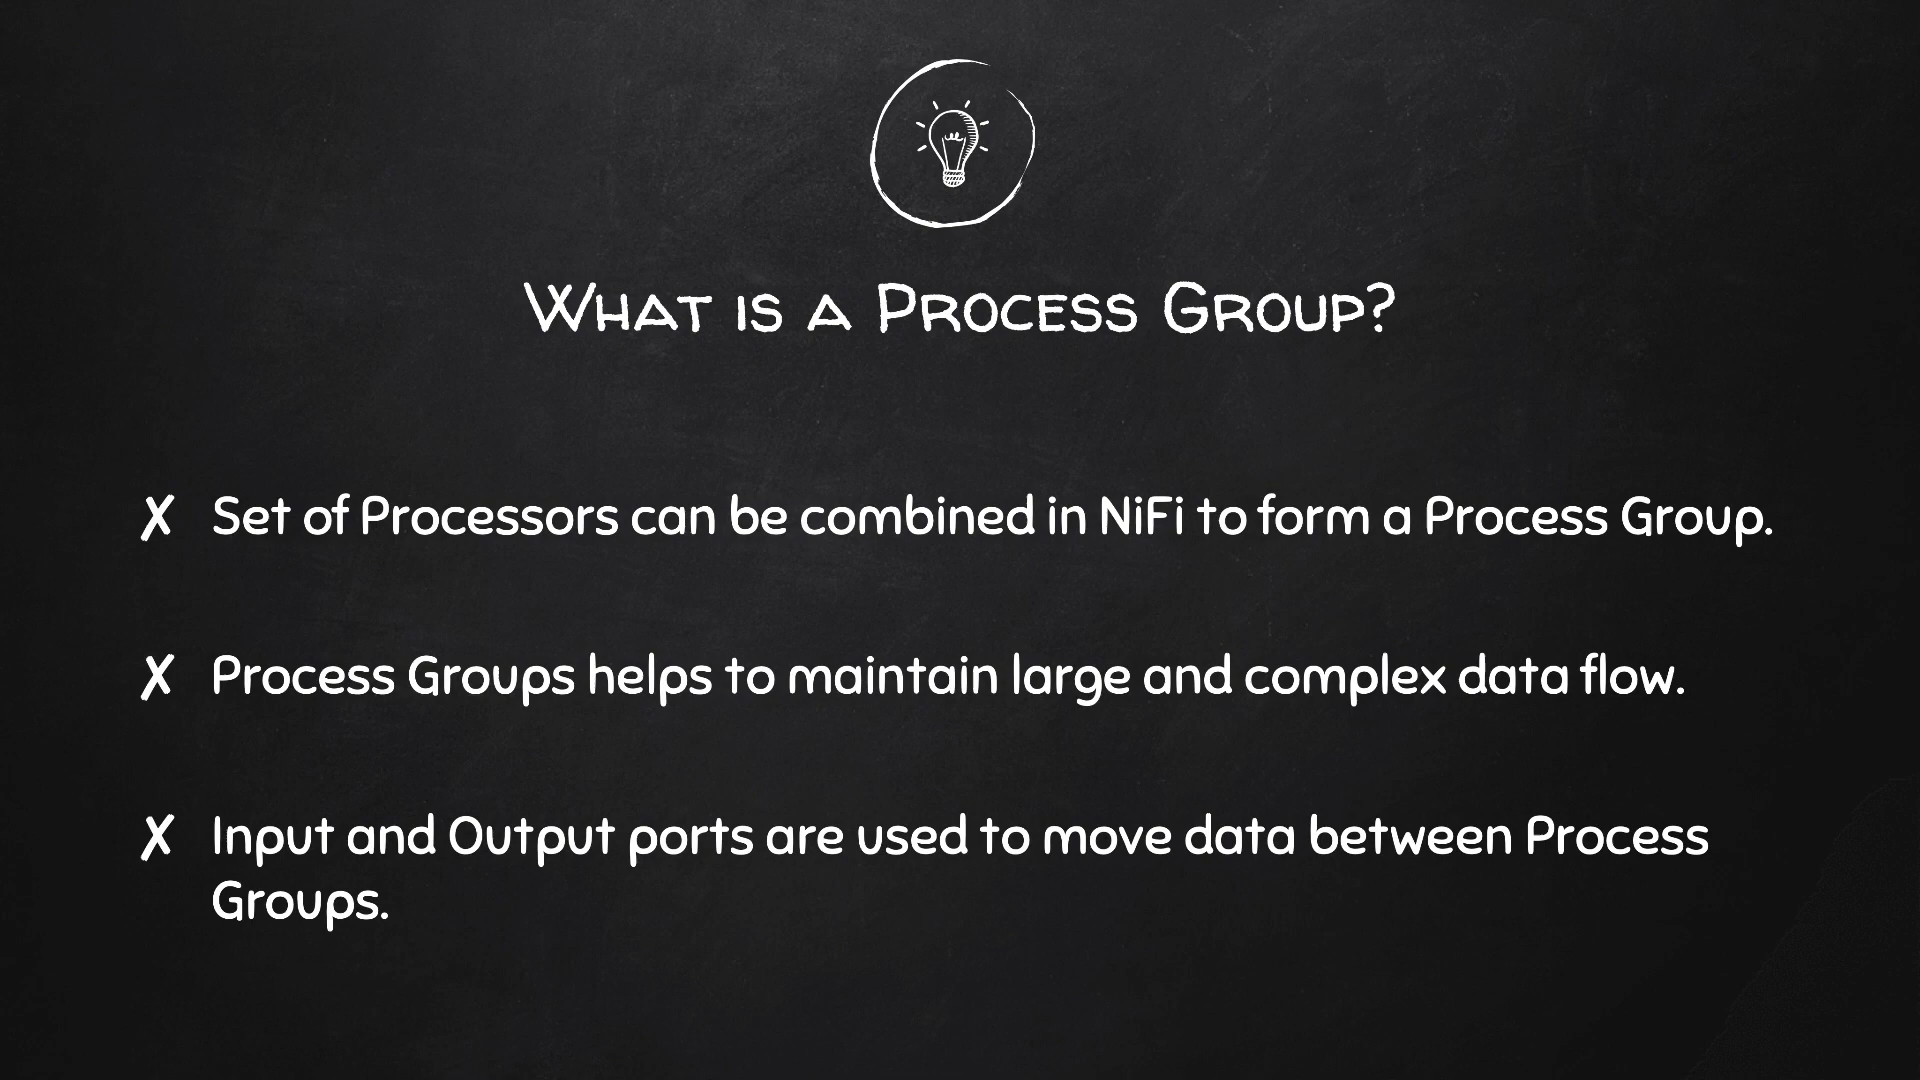 What is a Process Group?
✗ Set of Processors can be combined in NiFi to form a Process Group.
✗ Process Groups helps to maintain large and complex data flow.
✗ Input and Output ports are used to move data between Process
Groups.